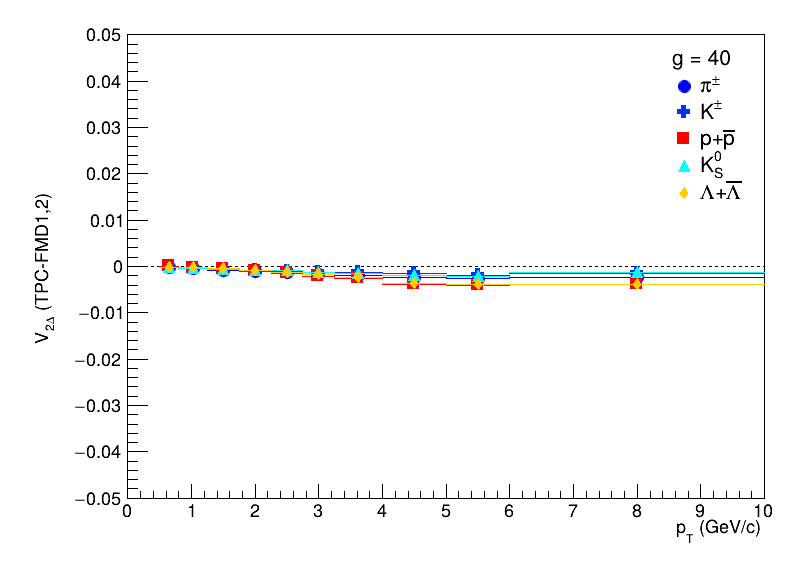 0.05
0.04
0.03
0.02
0.01
0
−0.01
−0.02
−0.03
−0.04
−0.05
V2Δ (TPC-FMD1,2)
g = 40
π±
K±
p+p̅
K0S
Λ+Λ̅
0 1 2 3 4 5 6 7 8 9 10
pT (GeV/c)